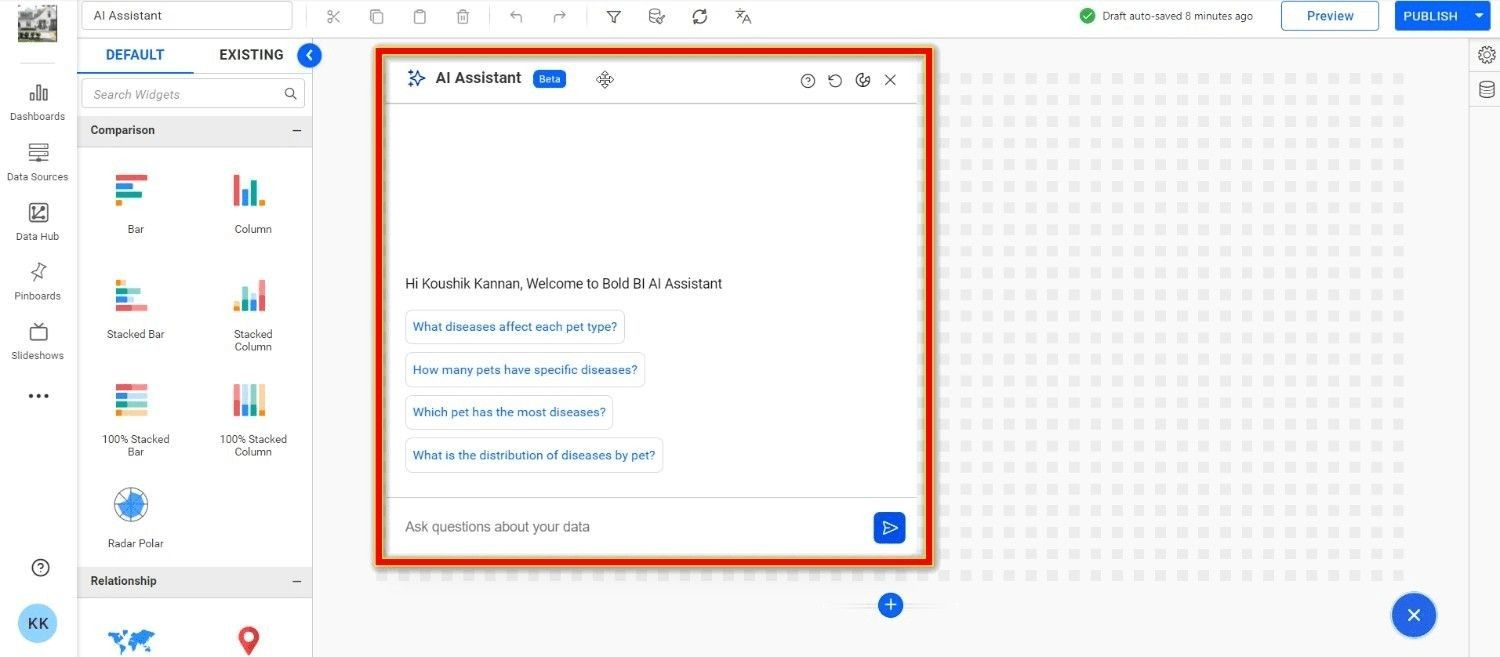 AI Assistant
Draft auto-saved 8 minutes ago
Preview
PUBLISH
Dashboards
Data Sources
Data Hub
Pinboards
Slideshows
KK
DEFAULT
EXISTING
Search Widgets
Comparison
Bar
Column
Stacked Bar
Stacked
Column
100% Stacked
Bar
100% Stacked
Column
Radar Polar
Relationship
AI Assistant
Beta
Hi Koushik Kannan, Welcome to Bold BI AI Assistant
What diseases affect each pet type?
How many pets have specific diseases?
Which pet has the most diseases?
What is the distribution of diseases by pet?
Ask questions about your data